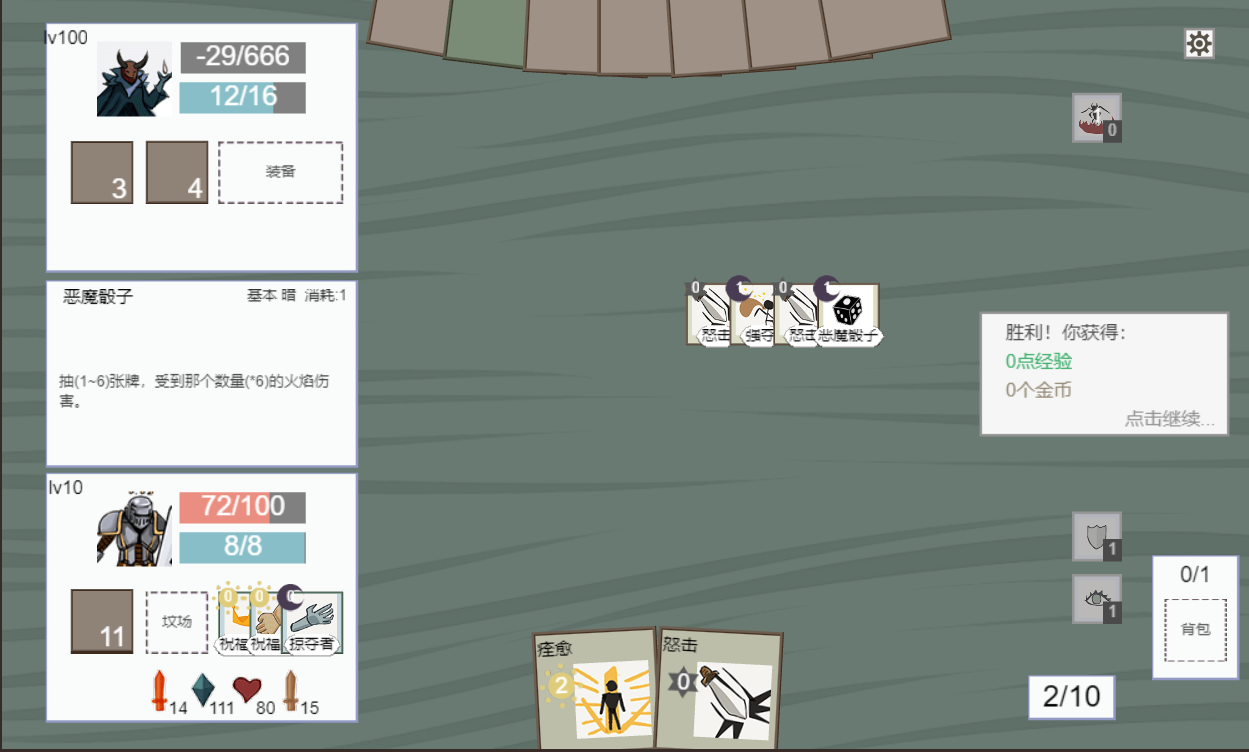 lv100
-29/666
12/16
3
4
装备
0
恶魔骰子
基本 暗 消耗:1
抽(1~6)张牌，受到那个数量(*6)的火焰伤
害。
0
1
0
1
怒击
强夺
怒击
恶魔骰子
胜利！你获得：
0点经验
0个金币
点击继续...
lv10
72/100
8/8
11
坟场
0
0
祝福
祝福
掠夺者
14
111
80
15
痊愈
2
怒击
0
1
1
0/1
背包
2/10